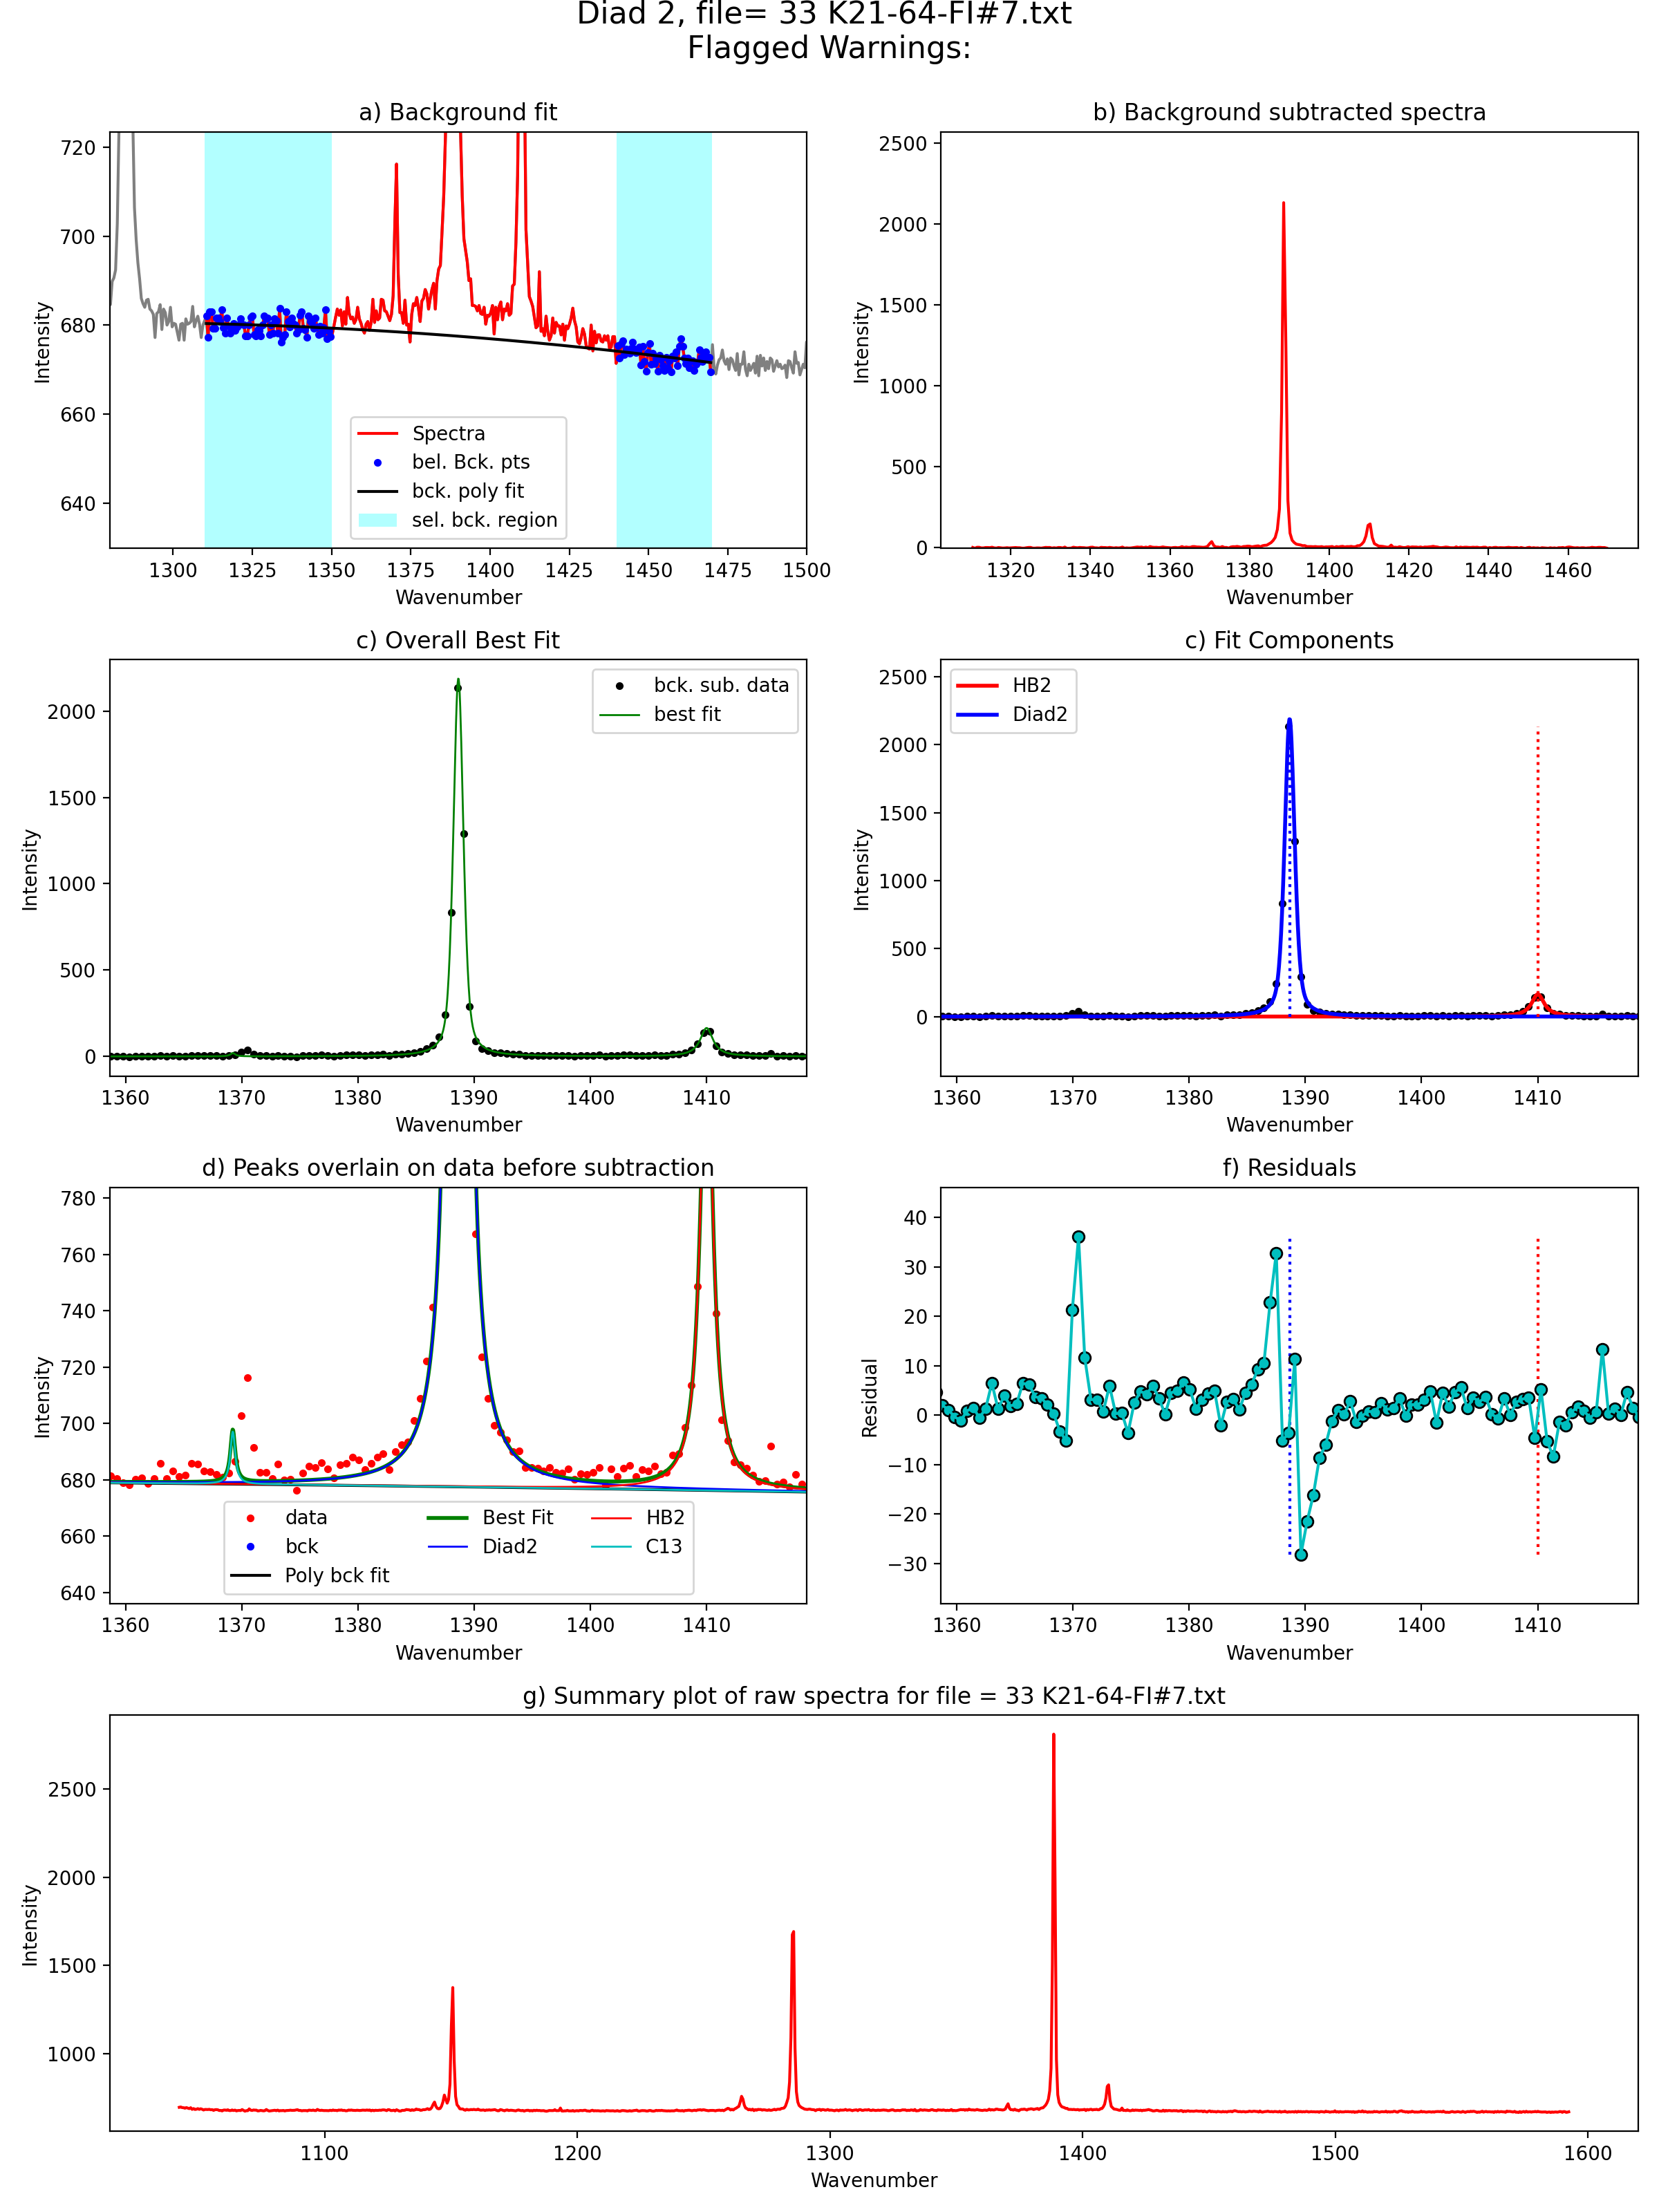 Diad 2, file= 33 K21-64-FI#7.txt
Flagged Warnings:
a) Background fit
720
700
680
660
640
Intensity
Spectra
bel. Bck. pts
bck. poly fit
sel. bck. region
1300 1325 1350 1375 1400 1425 1450 1475 1500
Wavenumber
b) Background subtracted spectra
2500
2000
1500
1000
500
0
Intensity
1320 1340 1360 1380 1400 1420 1440 1460
Wavenumber
c) Overall Best Fit
2000
1500
1000
500
0
Intensity
bck. sub. data
best fit
1360 1370 1380 1390 1400 1410
Wavenumber
c) Fit Components
2500
2000
1500
1000
500
0
Intensity
HB2
Diad2
1360 1370 1380 1390 1400 1410
Wavenumber
d) Peaks overlain on data before subtraction
780
760
740
720
700
680
660
640
Intensity
data
bck
Poly bck fit
Best Fit
Diad2
HB2
C13
1360 1370 1380 1390 1400 1410
Wavenumber
f) Residuals
40
30
20
10
0
−10
−20
−30
Residual
1360 1370 1380 1390 1400 1410
Wavenumber
g) Summary plot of raw spectra for file = 33 K21-64-FI#7.txt
2500
2000
1500
1000
Intensity
1100 1200 1300 1400 1500 1600
Wavenumber